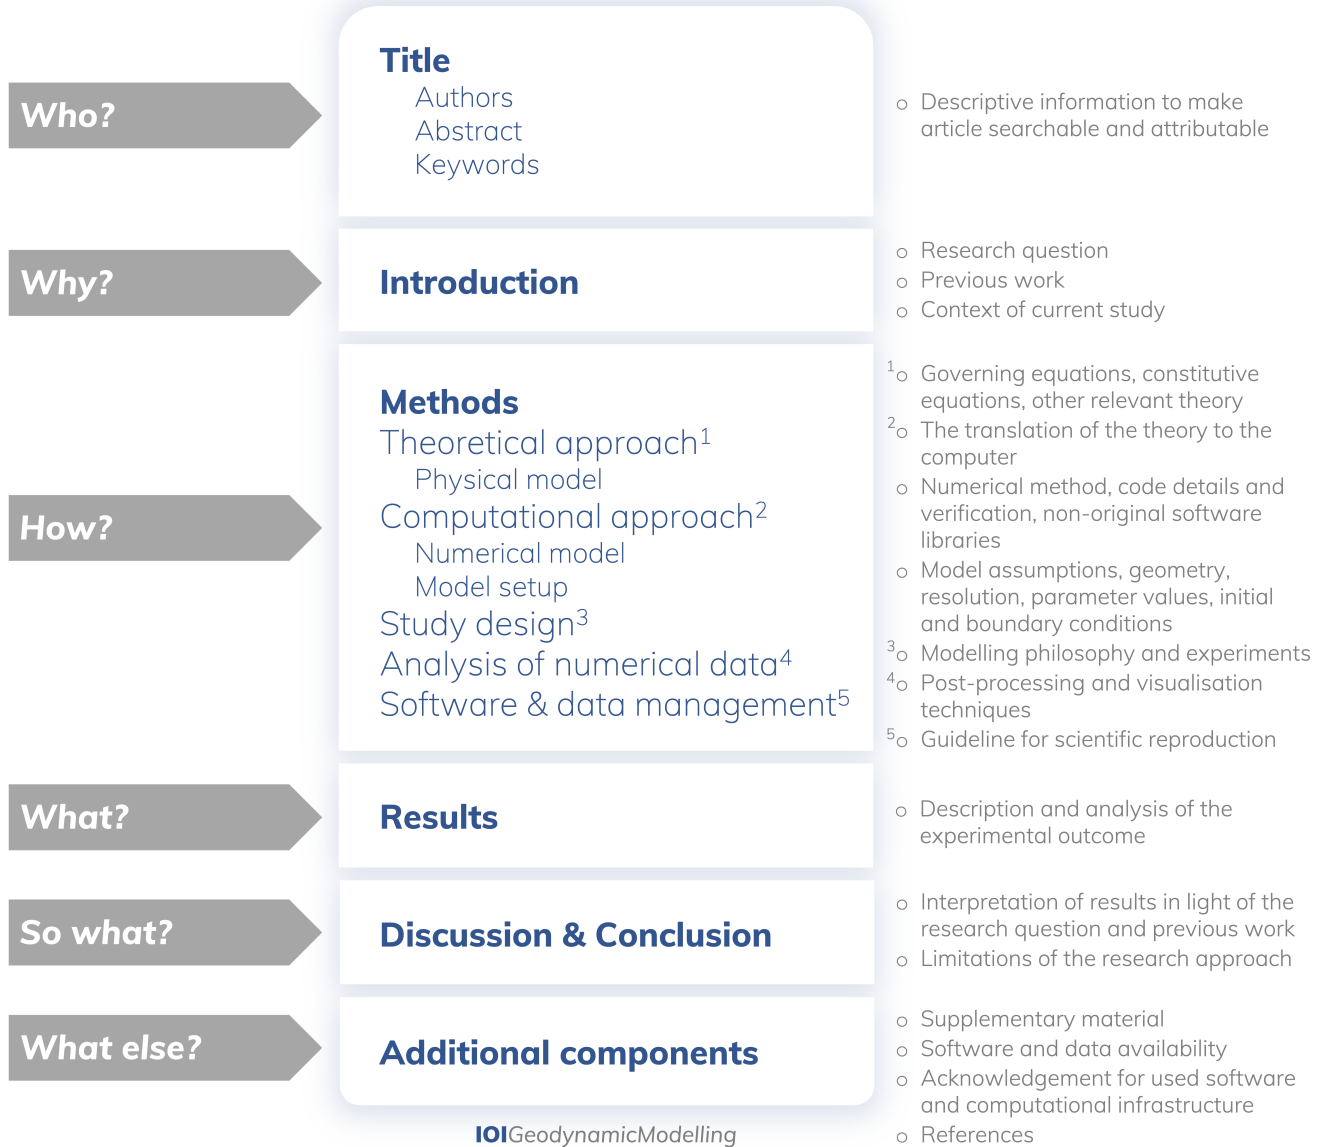 Who?
Title
Authors
Abstract
Keywords
o Descriptive information to make
article searchable and attributable
Why?
Introduction
o Research question
o Previous work
o Context of current study
How?
Methods
Theoretical approach¹
Physical model
Computational approach²
Numerical model
Model setup
Study design³
Analysis of numerical data⁴
Software & data management⁵
¹o Governing equations, constitutive
equations, other relevant theory
²o The translation of the theory to the
computer
o Numerical method, code details and
verification, non-original software
libraries
o Model assumptions, geometry,
resolution, parameter values, initial
and boundary conditions
³o Modelling philosophy and experiments
⁴o Post-processing and visualisation
techniques
⁵o Guideline for scientific reproduction
What?
Results
o Description and analysis of the
experimental outcome
So what?
Discussion & Conclusion
o Interpretation of results in light of the
research question and previous work
o Limitations of the research approach
What else?
Additional components
o Supplementary material
o Software and data availability
o Acknowledgement for used software
and computational infrastructure
o References
IOIGeodynamicModelling